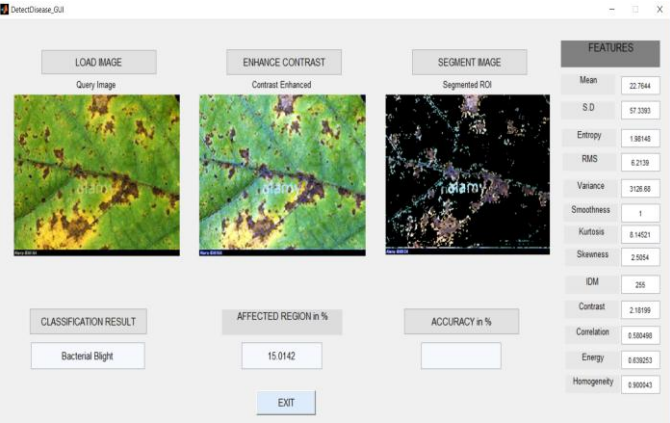 DetectDisease_GUI
LOAD IMAGE
ENHANCE CONTRAST
SEGMENT IMAGE
Query Image
Contrast Enhanced
Segmented ROI
alamy
alamy
alamy
CLASSIFICATION RESULT
AFFECTED REGION in %
ACCURACY in %
Bacterial Blight
15.0142
EXIT
FEATURES
Mean 22.7644
S.D 57.3393
Entropy 1.98148
RMS 6.2139
Variance 3126.68
Smoothness 1
Kurtosis 8.14521
Skewness 2.5054
IDM 255
Contrast 2.18199
Correlation 0.580498
Energy 0.639253
Homogeneity 0.900043